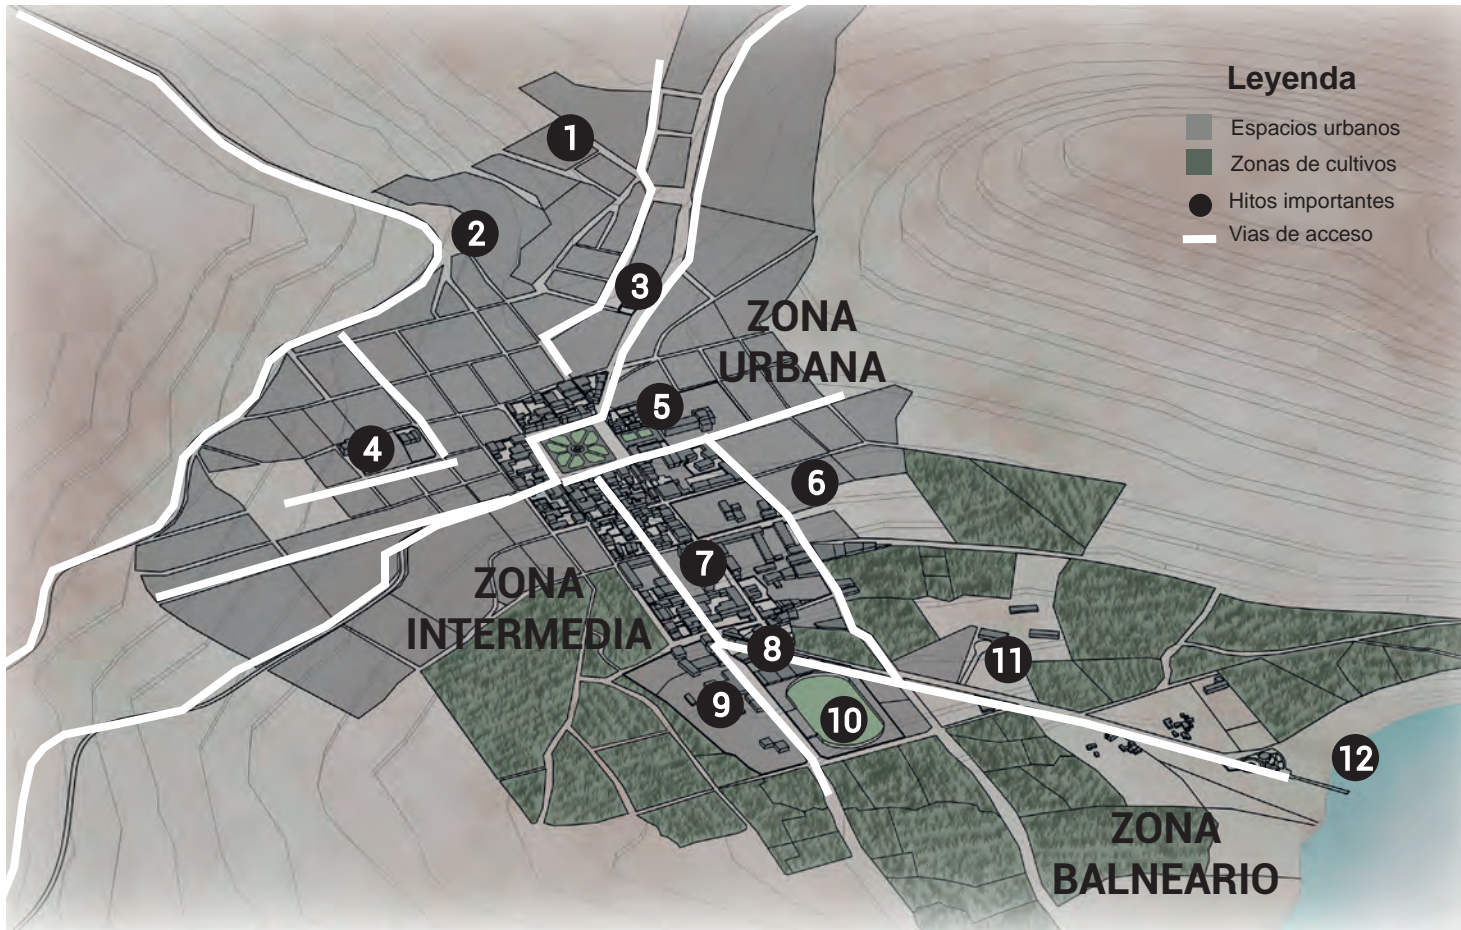 Leyenda
Espacios urbanos
Zonas de cultivos
Hitos importantes
Vias de acceso
1
2
3
ZONA
URBANA
5
4
6
7
ZONA
INTERMEDIA
8
11
9
10
12
ZONA
BALNEARIO